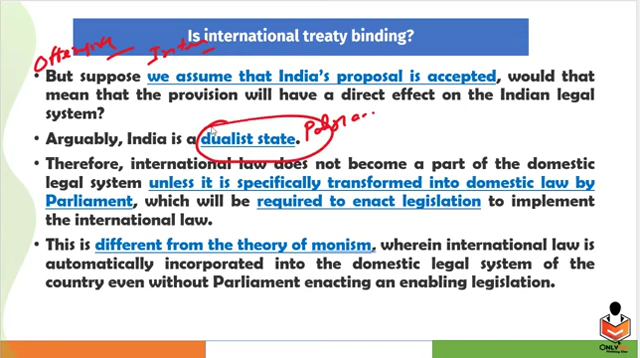 Is international treaty binding?
• But suppose we assume that India's proposal is accepted, would that
mean that the provision will have a direct effect on the Indian legal
system?
• Arguably, India is a dualist state.
• Therefore, international law does not become a part of the domestic
legal system unless it is specifically transformed into domestic law by
Parliament, which will be required to enact legislation to implement
the international law.
• This is different from the theory of monism, wherein international law is
automatically incorporated into the domestic legal system of the
country even without Parliament enacting an enabling legislation.